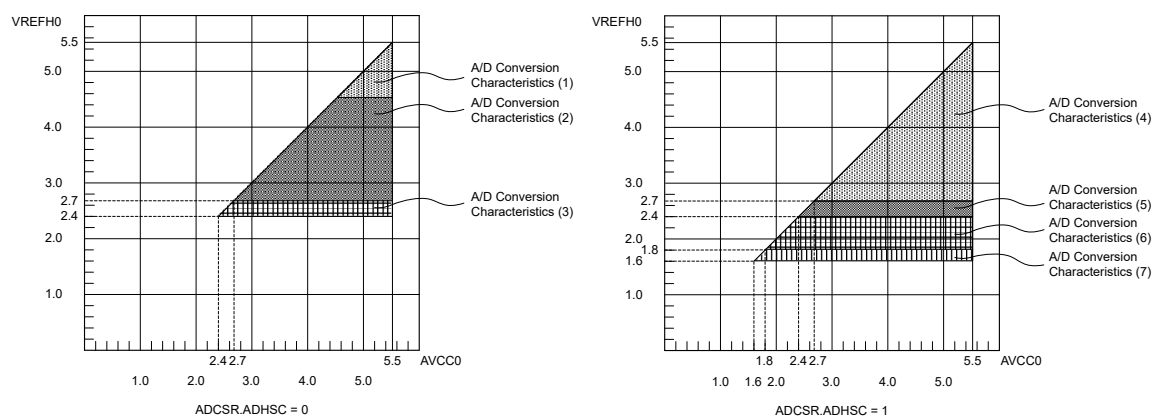 VREFH0
5.5
5.0
4.0
3.0
2.7
2.4
2.0
1.0
A/D Conversion
Characteristics (1)
A/D Conversion
Characteristics (2)
A/D Conversion
Characteristics (3)
2.4 2.7 5.5 AVCC0
1.0 2.0 3.0 4.0 5.0
ADCSR.ADHSC = 0
VREFH0
5.5
5.0
4.0
3.0
2.7
2.4
2.0
1.8
1.6
1.0
A/D Conversion
Characteristics (4)
A/D Conversion
Characteristics (5)
A/D Conversion
Characteristics (6)
A/D Conversion
Characteristics (7)
1.8 2.4 2.7 5.5 AVCC0
1.0 1.6 2.0 3.0 4.0 5.0
ADCSR.ADHSC = 1